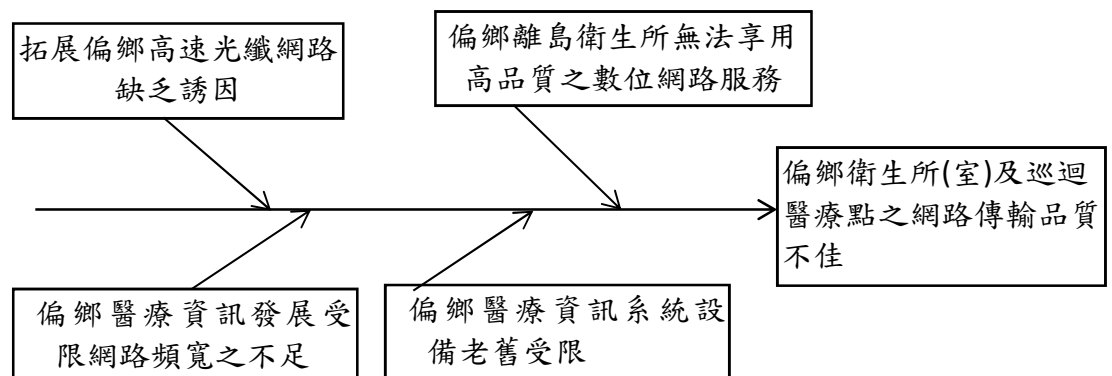 拓展偏鄉高速光纖網路
缺乏誘因
偏鄉離島衛生所無法享用
高品質之數位網路服務
偏鄉衛生所(室)及巡迴
醫療點之網路傳輸品質
不佳
偏鄉醫療資訊發展受
限網路頻寬之不足
偏鄉醫療資訊系統設
備老舊受限